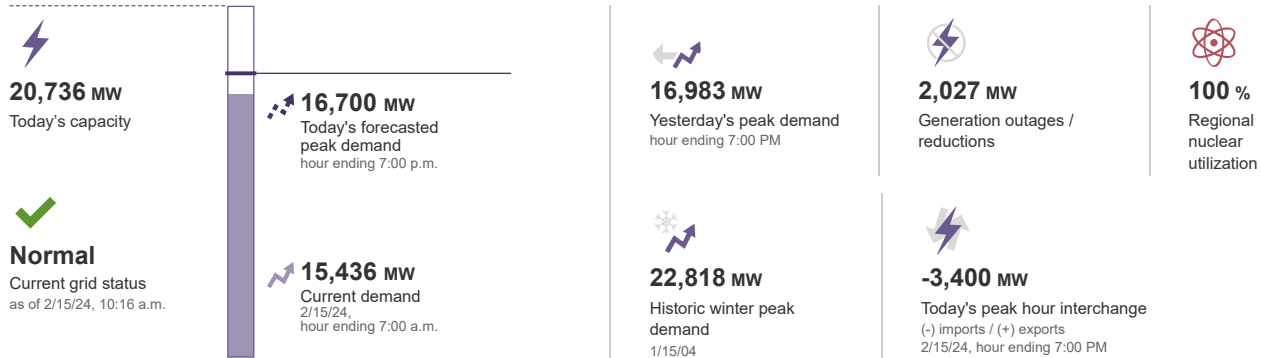 20,736 MW
Today's capacity
Normal
Current grid status
as of 2/15/24, 10:16 a.m.
16,700 MW
Today's forecasted
peak demand
hour ending 7:00 p.m.
15,436 MW
Current demand
2/15/24,
hour ending 7:00 a.m.
16,983 MW
Yesterday's peak demand
hour ending 7:00 PM
2,027 MW
Generation outages /
reductions
100 %
Regional
nuclear
utilization
22,818 MW
Historic winter peak
demand
1/15/04
-3,400 MW
Today's peak hour interchange
(-) imports / (+) exports
2/15/24, hour ending 7:00 PM